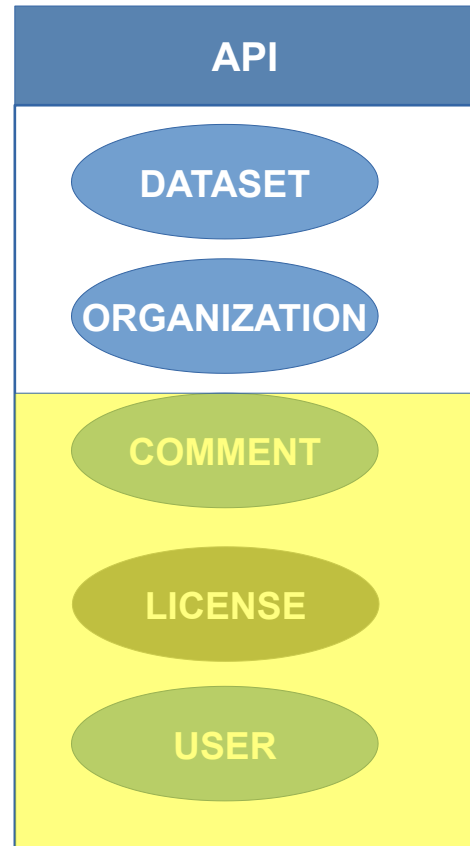 API
DATASET
ORGANIZATION
COMMENT
LICENSE
USER